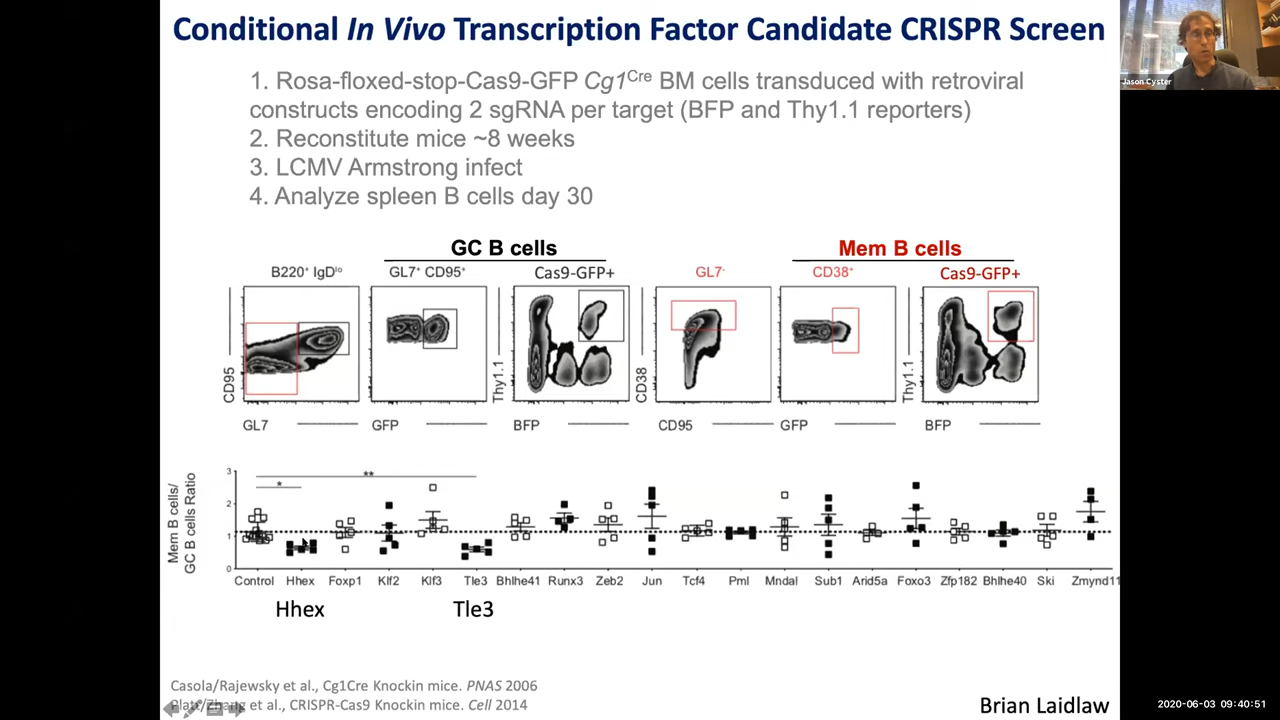 Conditional In Vivo Transcription Factor Candidate CRISPR Screen
Jason Cyster
1. Rosa-floxed-stop-Cas9-GFP Cg1Cre BM cells transduced with retroviral
constructs encoding 2 sgRNA per target (BFP and Thy1.1 reporters)
2. Reconstitute mice ~8 weeks
3. LCMV Armstrong infect
4. Analyze spleen B cells day 30
GC B cells
Mem B cells
B220+ IgDlo
GL7+ CD95+
Cas9-GFP+
GL7-
CD38+
Cas9-GFP+
CD95
Thy1.1
CD38
Thy1.1
GL7
GFP
BFP
CD95
GFP
BFP
Mem B cells/
GC B cells Ratio
3
2
1
0
*
**
Control Hhex Foxp1 Klf2 Klf3 Tle3 Bhlhe41 Runx3 Zeb2 Jun Tcf4 Pml Mndal Sub1 Arid5a Foxo3 Zfp182 Bhlhe40 Ski Zmynd11
Hhex
Tle3
Casola/Rajewsky et al., Cg1Cre Knockin mice. PNAS 2006
Platt/Zhang et al., CRISPR-Cas9 Knockin mice. Cell 2014
Brian Laidlaw
2020-06-03 09:40:51